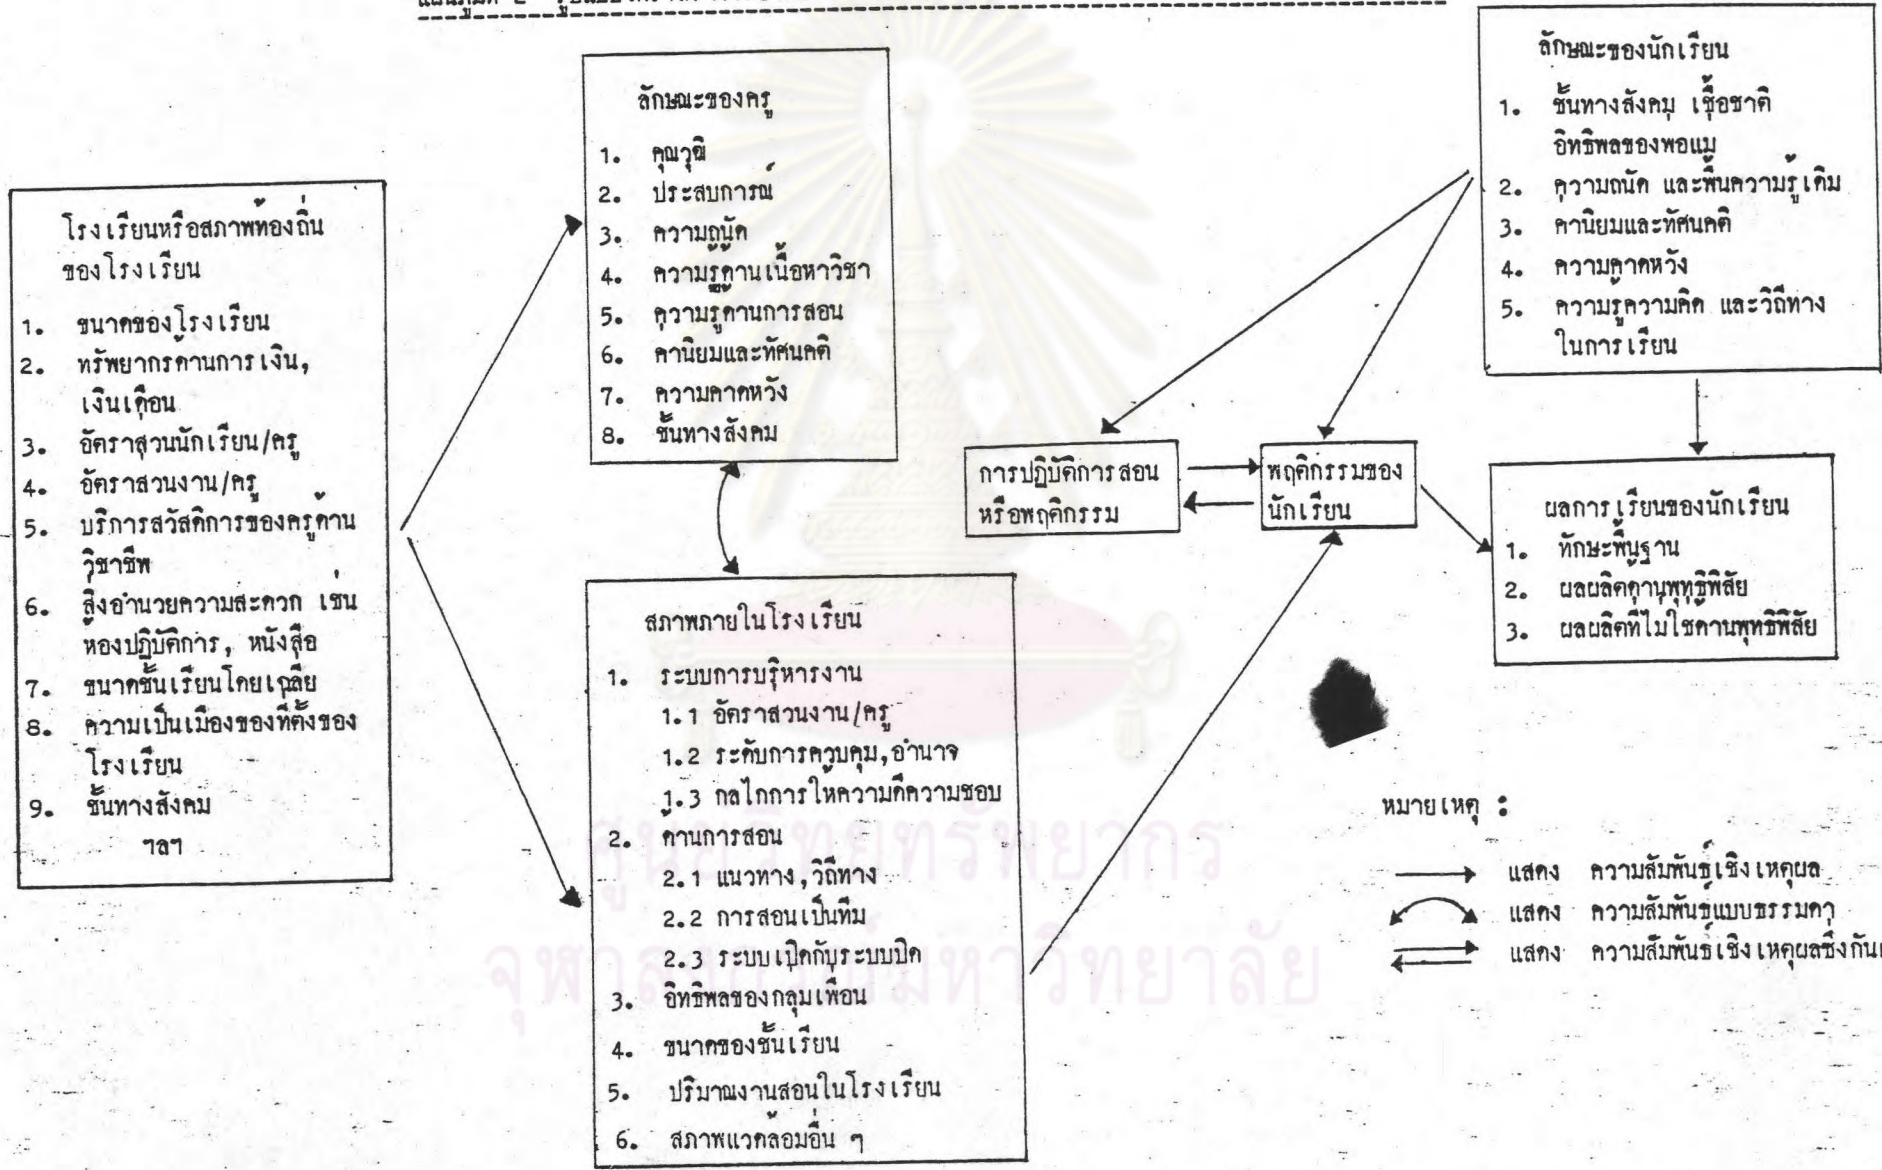 แผนภูมิที่ 2
โรงเรียนหรือสภาพท้องถิ่น
ของโรงเรียน
1. ขนาดของโรงเรียน
2. ทรัพยากรด้านการเงิน,
เงินเดือน
3. อัตราส่วนนักเรียน/ครู
4. อัตราส่วนงาน/ครู
5. บริการสวัสดิการของครูด้าน
วิชาชีพ
6. สิ่งอำนวยความสะดวก เช่น
ห้องปฏิบัติการ, หนังสือ
7. ขนาดชั้นเรียนโดยเฉลี่ย
8. ความเป็นเมืองของที่ตั้งของ
โรงเรียน
9. ชั้นทางสังคม
ฯลฯ
ลักษณะของครู
1. คุณวุฒิ
2. ประสบการณ์
3. ความถนัด
4. ความรู้ด้านเนื้อหาวิชา
5. ความรู้ด้านการสอน
6. ค่านิยมและทัศนคติ
7. ความคาดหวัง
8. ชั้นทางสังคม
สภาพภายในโรงเรียน
1. ระบบการบริหารงาน
1.1 อัตราส่วนงาน/ครู
1.2 ระดับการควบคุม,อำนาจ
1.3 กลไกการให้ความดีความชอบ
2. ด้านการสอน
2.1 แนวทาง,วิถีทาง
2.2 การสอนเป็นทีม
2.3 ระบบเปิดกับระบบปิด
3. อิทธิพลของกลุ่มเพื่อน
4. ขนาดของชั้นเรียน
5. ปริมาณงานสอนในโรงเรียน
6. สภาพแวดล้อมอื่น ๆ
การปฏิบัติการสอน
หรือพฤติกรรม
พฤติกรรมของ
นักเรียน
ลักษณะของนักเรียน
1. ชั้นทางสังคม เชื้อชาติ
อิทธิพลของพ่อแม่
2. ความถนัด และพื้นความรู้เดิม
3. ค่านิยมและทัศนคติ
4. ความคาดหวัง
5. ความรู้ความคิด และวิถีทาง
ในการเรียน
ผลการเรียนของนักเรียน
1. ทักษะพื้นฐาน
2. ผลผลิตด้านพุทธิพิสัย
3. ผลผลิตที่ไม่ใช่ด้านพุทธิพิสัย
หมายเหตุ :
แสดง ความสัมพันธ์เชิงเหตุผล
แสดง ความสัมพันธ์แบบธรรมดา
แสดง ความสัมพันธ์เชิงเหตุผลซึ่งกัน
ศูนย์วิทยทรัพยากร
จุฬาลงกรณ์มหาวิทยาลัย